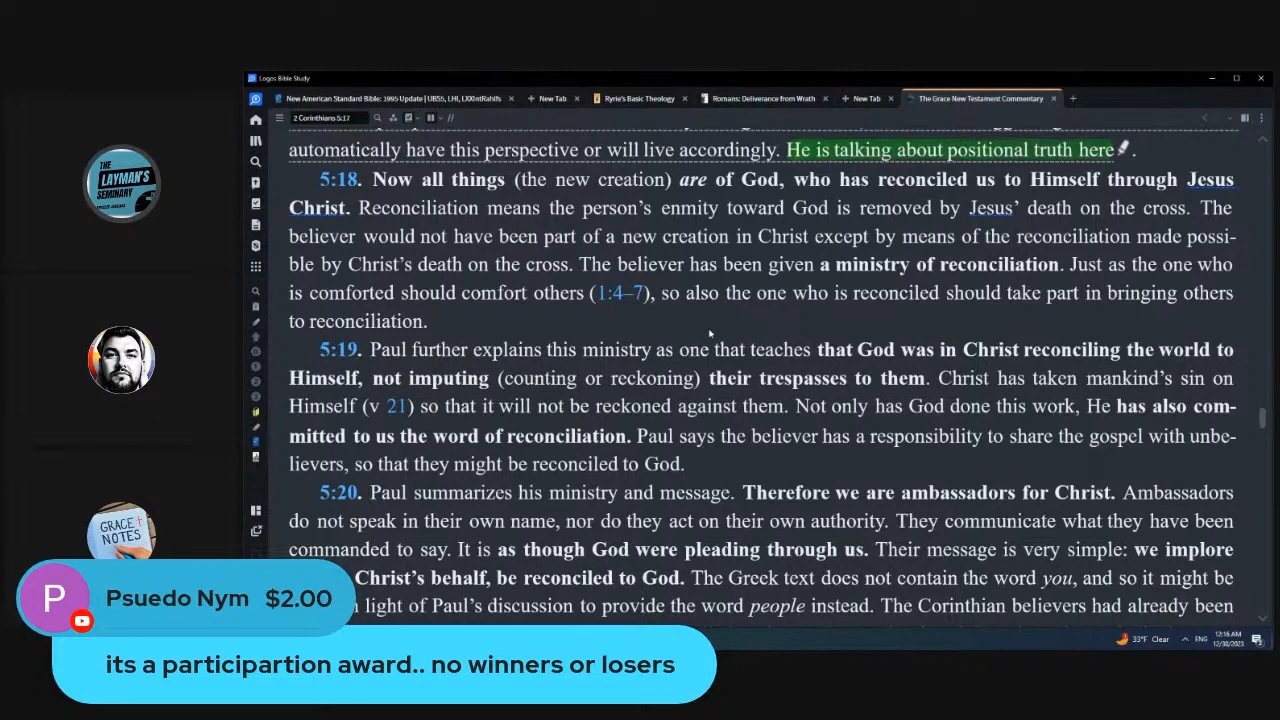 THE
LAYMAN'S
SEMINARY
GRACE+
NOTES
Logos Bible Study
New American Standard Bible: 1995 Update | UBS5, LHI, LXXIntRahlfs
New Tab
Ryrie's Basic Theology
Romans: Deliverance from Wrath
New Tab
The Grace New Testament Commentary
2 Corinthians 5:17
automatically have this perspective or will live accordingly. He is talking about positional truth here.
5:18. Now all things (the new creation) are of God, who has reconciled us to Himself through Jesus
Christ. Reconciliation means the person's enmity toward God is removed by Jesus' death on the cross. The
believer would not have been part of a new creation in Christ except by means of the reconciliation made possi-
ble by Christ's death on the cross. The believer has been given a ministry of reconciliation. Just as the one who
is comforted should comfort others (1:4–7), so also the one who is reconciled should take part in bringing others
to reconciliation.
5:19. Paul further explains this ministry as one that teaches that God was in Christ reconciling the world to
Himself, not imputing (counting or reckoning) their trespasses to them. Christ has taken mankind's sin on
Himself (v 21) so that it will not be reckoned against them. Not only has God done this work, He has also com-
mitted to us the word of reconciliation. Paul says the believer has a responsibility to share the gospel with unbe-
lievers, so that they might be reconciled to God.
5:20. Paul summarizes his ministry and message. Therefore we are ambassadors for Christ. Ambassadors
do not speak in their own name, nor do they act on their own authority. They communicate what they have been
commanded to say. It is as though God were pleading through us. Their message is very simple: we implore
Christ's behalf, be reconciled to God. The Greek text does not contain the word you, and so it might be
light of Paul's discussion to provide the word people instead. The Corinthian believers had already been
P
Psuedo Nym $2.00
its a participartion award.. no winners or losers
33°F Clear
ENG
12:16 AM
12/30/2023